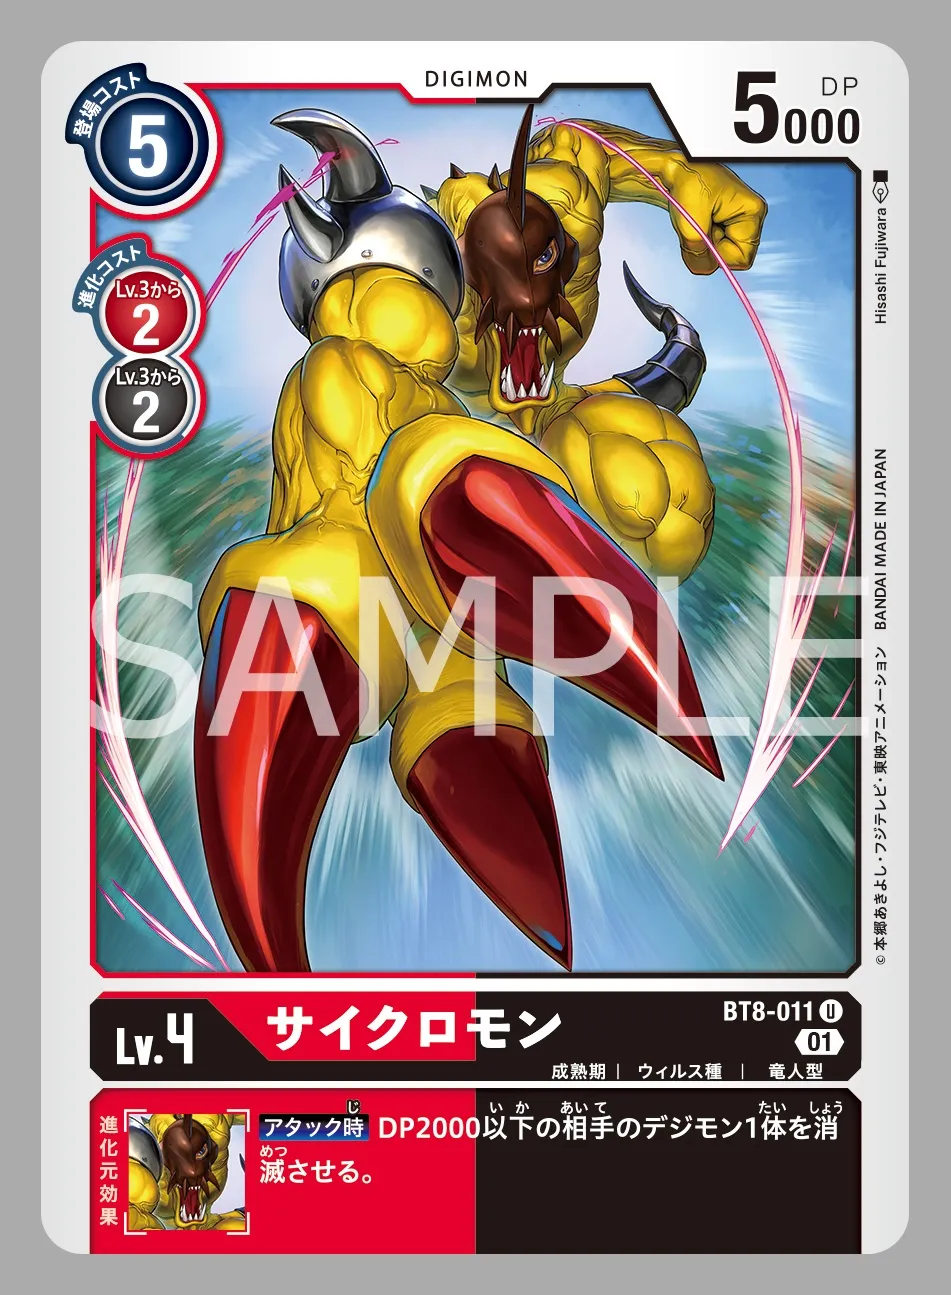 DIGIMON
登場コスト
5
DP
5000
進化コスト
Lv.3から
2
Lv.3から
2
Hisashi Fujiwara
©本郷あきよし・フジテレビ・東映アニメーション BANDAI MADE IN JAPAN
SAMPLE
Lv.4
サイクロモン
BT8-011 U
01
成熟期 | ウィルス種 | 竜人型
進化元効果
アタック時 DP2000以下の相手のデジモン1体を消
滅させる。